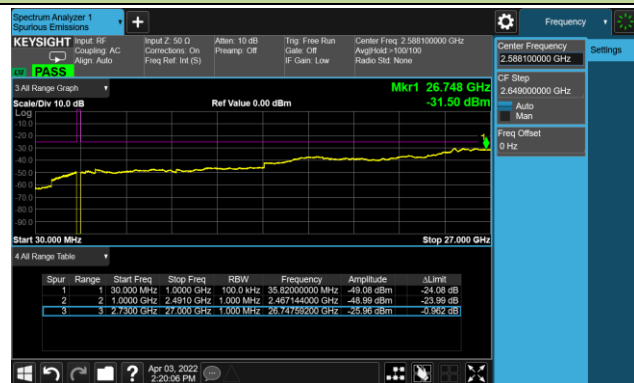 Spectrum Analyzer 1
Spurious Emissions
Frequency
KEYSIGHT Input: RF
Coupling: AC
Align: Auto
Input Z: 50 Ω
Corrections: On
Freq Ref: Int (S)
Atten: 10 dB
Preamp: Off
Trig: Free Run
Gate: Off
IF Gain: Low
Center Freq: 2.588100000 GHz
Avg|Hold:>100/100
Radio Std: None
PASS
Center Frequency
2.588100000 GHz
Settings
CF Step
2.649000000 GHz
Auto
Man
Freq Offset
0 Hz
3 All Range Graph
Mkr1 26.748 GHz
Scale/Div 10.0 dB
Ref Value 0.00 dBm
-31.50 dBm
Log
-10.0
-20.0
-30.0
-40.0
-50.0
-60.0
-70.0
-80.0
-90.0
1
Start 30.000 MHz
Stop 27.000 GHz
4 All Range Table
Spur Range Start Freq Stop Freq RBW Frequency Amplitude ΔLimit
1 1 30.000 MHz 1.0000 GHz 100.0 kHz 35.82000000 MHz -49.08 dBm -24.08 dB
2 2 1.0000 GHz 2.4910 GHz 1.000 MHz 2.467144000 GHz -48.99 dBm -23.99 dB
3 3 2.7300 GHz 27.000 GHz 1.000 MHz 26.74759200 GHz -25.96 dBm -0.962 dB
?
Apr 03, 2022
2:20:06 PM